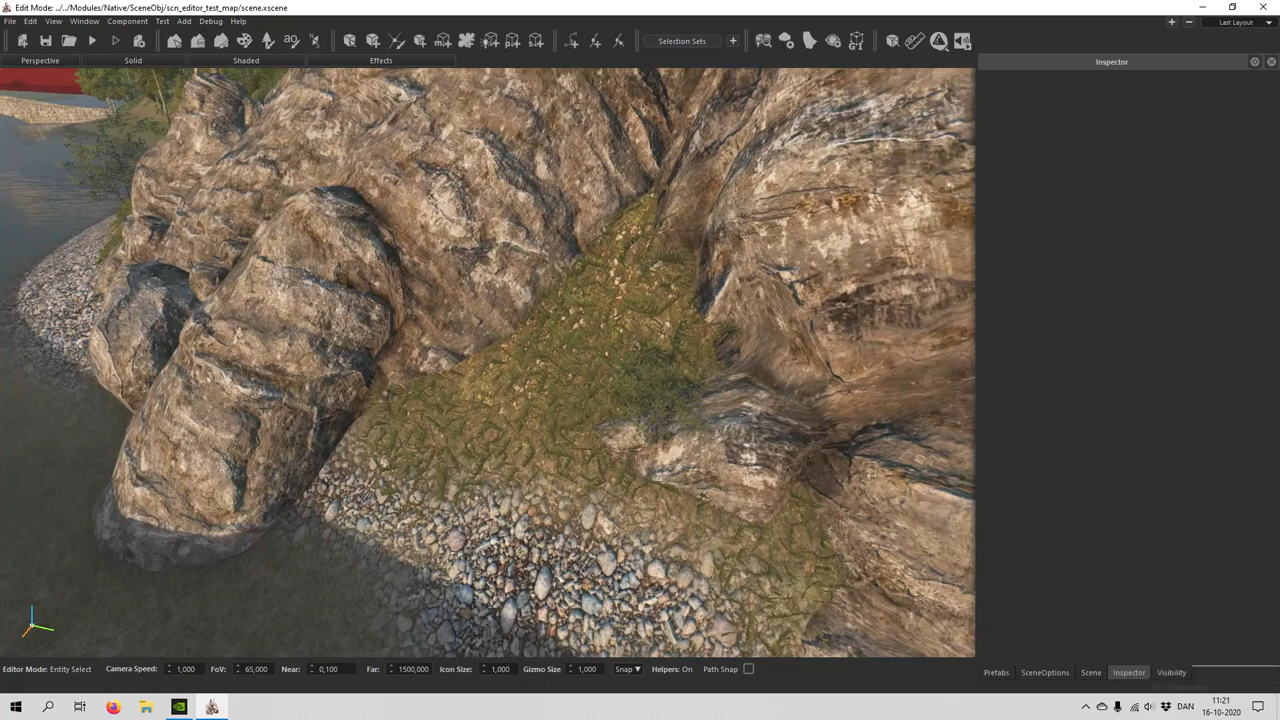 Edit Mode: ../../Modules/Native/SceneObj/scn_editor_test_map/scene.xscene
File Edit View Window Component Test Add Debug Help
Last Layout
Selection Sets
Perspective Solid Shaded Effects
Inspector
Editor Mode: Entity Select Camera Speed: 1,000 FoV: 65,000 Near: 0,100 Far: 1500,000 Icon Size: 1,000 Gizmo Size 1,000 Snap Helpers: On Path Snap
Prefabs SceneOptions Scene Inspector Visibility
DAN
11:21
16-10-2020